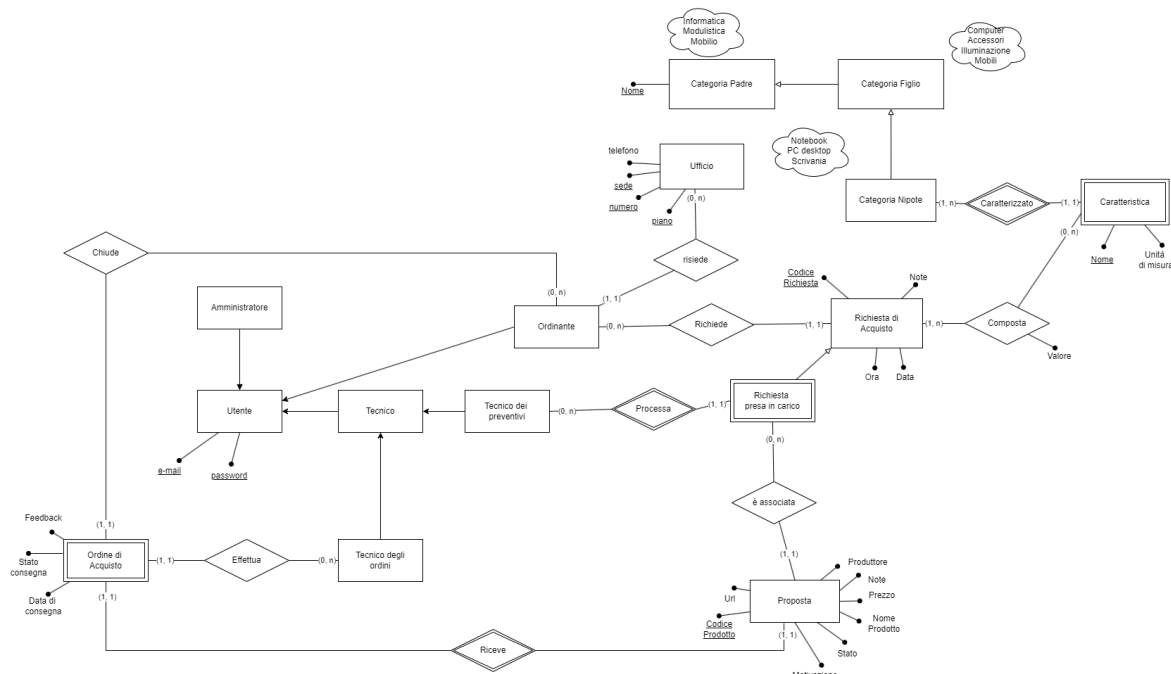 Informatica
Modulistica
Mobilio
Computer
Accessori
Illuminazione
Mobili
Nome
Categoria Padre
Categoria Figlio
Notebook
PC desktop
Scrivania
telefono
sede
numero
piano
Ufficio
(0, n)
Categoria Nipote
(1, n)
Caratterizzato
(1, 1)
Caratteristica
(0, n)
Nome
Unità
di misura
Chiude
risiede
(0, n)
(1, 1)
Amministratore
Ordinante
(0, n)
Richiede
(1, 1)
Codice
Richiesta
Note
Richiesta di
Acquisto
(1, n)
Composta
Valore
Ora
Data
Utente
Tecnico
Tecnico dei
preventivi
(0, n)
Processa
(1, 1)
Richiesta
presa in carico
(0, n)
e-mail
password
è associata
(1, 1)
Feedback
(1, 1)
Stato
consegna
Data di
consegna
Ordine di
Acquisto
(1, 1)
(1, 1)
Effettua
(0, n)
Tecnico degli
ordini
Produttore
Note
Prezzo
Nome
Prodotto
Stato
Url
Codice
Prodotto
Proposta
(1, 1)
Riceve
Motivazione